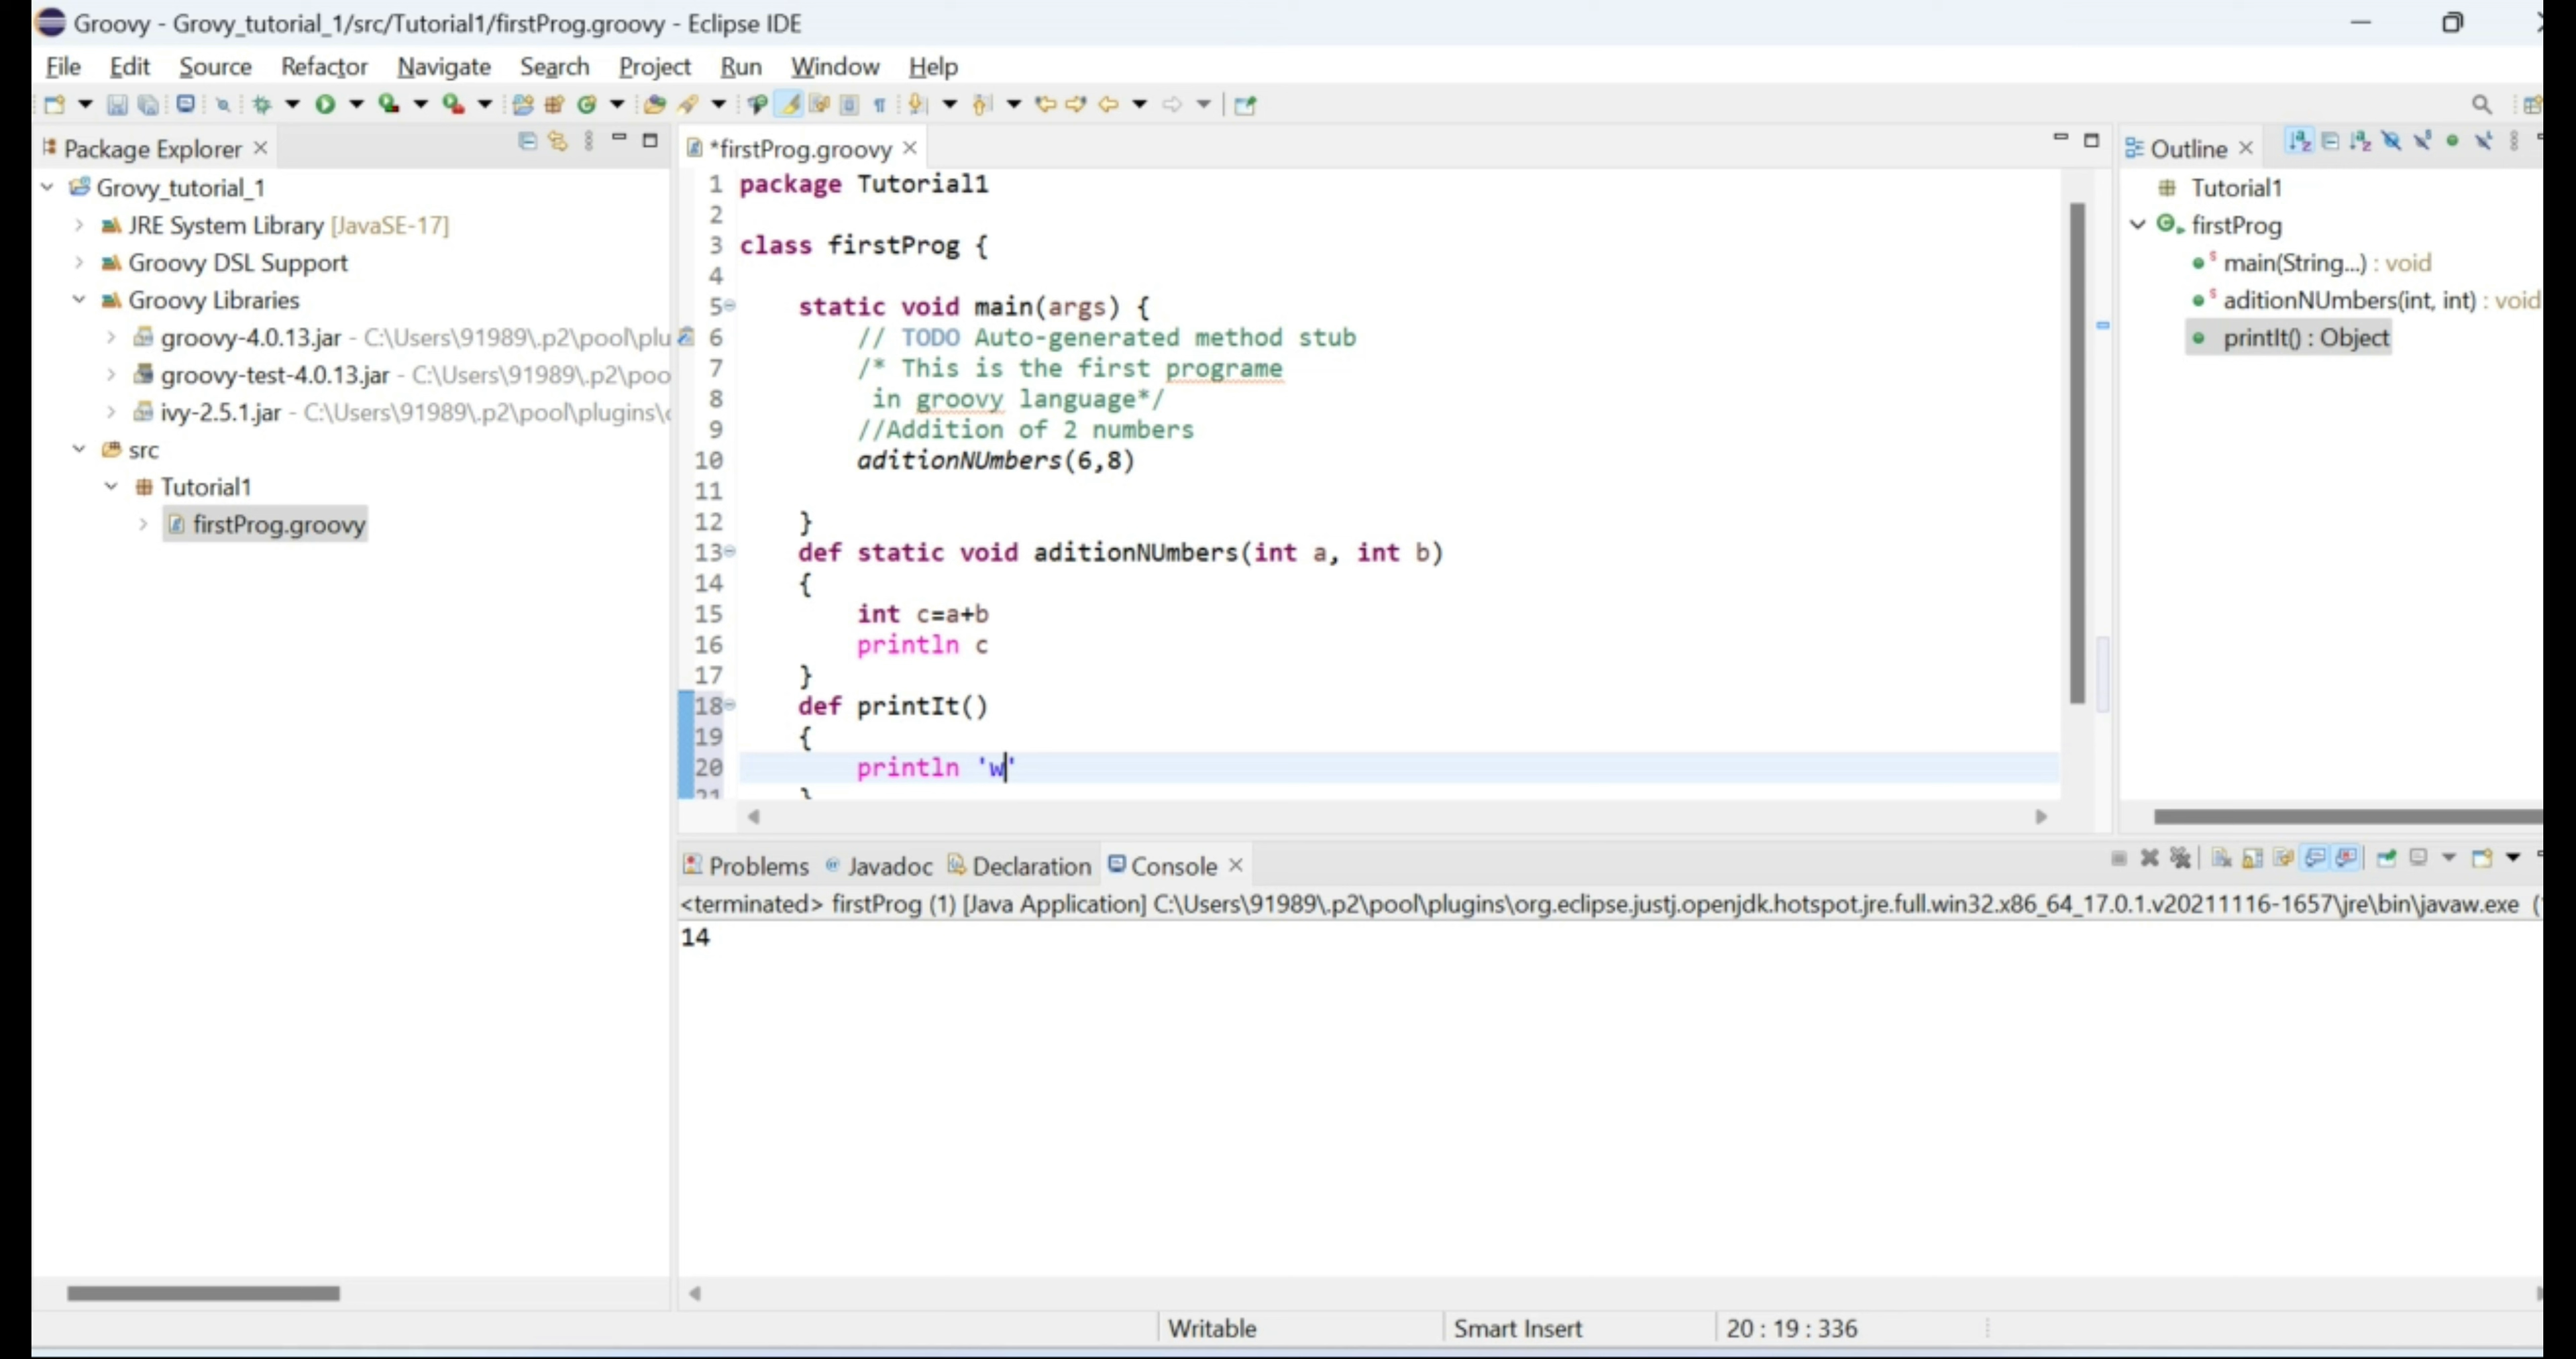 Groovy - Grovy_tutorial_1/src/Tutorial1/firstProg.groovy - Eclipse IDE
File Edit Source Refactor Navigate Search Project Run Window Help
Package Explorer
Grovy_tutorial_1
JRE System Library [JavaSE-17]
Groovy DSL Support
Groovy Libraries
groovy-4.0.13.jar - C:\Users\91989\.p2\pool\plu
groovy-test-4.0.13.jar - C:\Users\91989\.p2\poo
ivy-2.5.1.jar - C:\Users\91989\.p2\pool\plugins\
src
Tutorial1
firstProg.groovy
*firstProg.groovy
1 package Tutorial1
2
3 class firstProg {
4
5 static void main(args) {
6 // TODO Auto-generated method stub
7 /* This is the first programe
8 in groovy language*/
9 //Addition of 2 numbers
10 aditionNUmbers(6,8)
11
12 }
13 def static void aditionNUmbers(int a, int b)
14 {
15 int c=a+b
16 println c
17 }
18 def printIt()
19 {
20 println 'w'
21 }
Outline
Tutorial1
firstProg
main(String...) : void
aditionNUmbers(int, int) : void
printIt() : Object
Problems Javadoc Declaration Console
<terminated> firstProg (1) [Java Application] C:\Users\91989\.p2\pool\plugins\org.eclipse.justj.openjdk.hotspot.jre.full.win32.x86_64_17.0.1.v20211116-1657\jre\bin\javaw.exe (
14
Writable Smart Insert 20 : 19 : 336